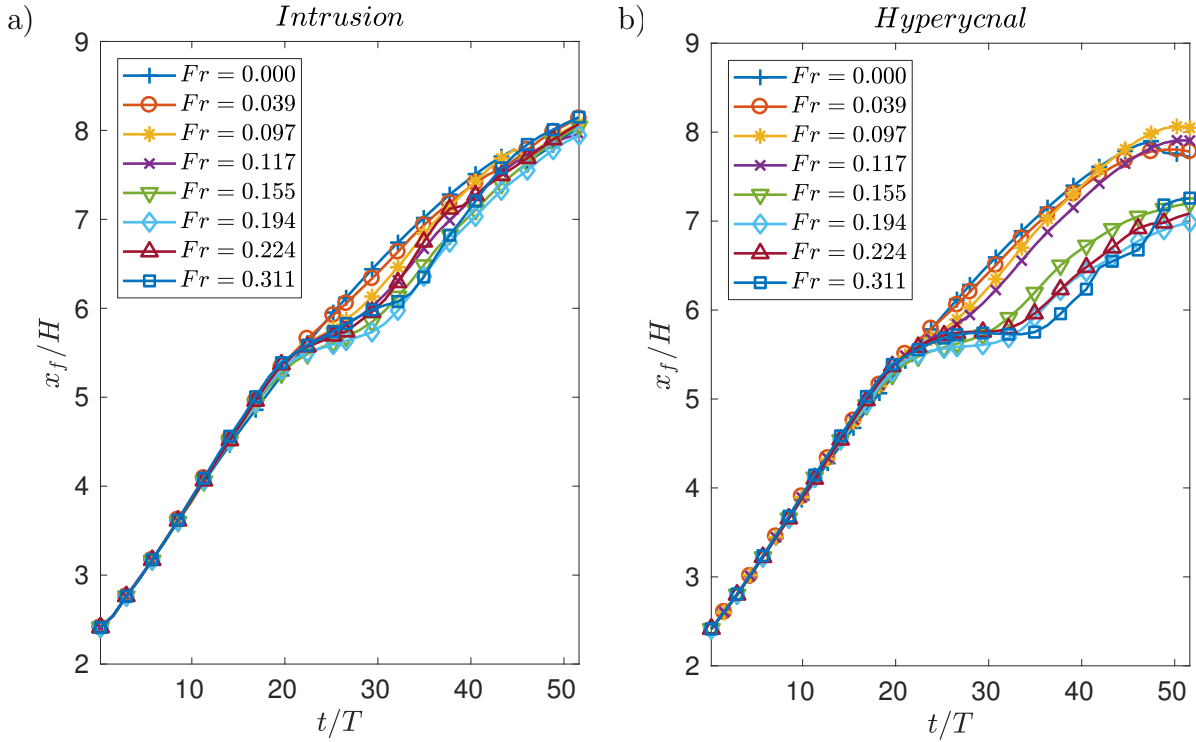 a)
Intrusion
9
8
7
6
5
4
3
2
x_f/H
Fr = 0.000
Fr = 0.039
Fr = 0.097
Fr = 0.117
Fr = 0.155
Fr = 0.194
Fr = 0.224
Fr = 0.311
10 20 30 40 50
t/T
b)
Hyperycnal
9
8
7
6
5
4
3
2
x_f/H
Fr = 0.000
Fr = 0.039
Fr = 0.097
Fr = 0.117
Fr = 0.155
Fr = 0.194
Fr = 0.224
Fr = 0.311
10 20 30 40 50
t/T